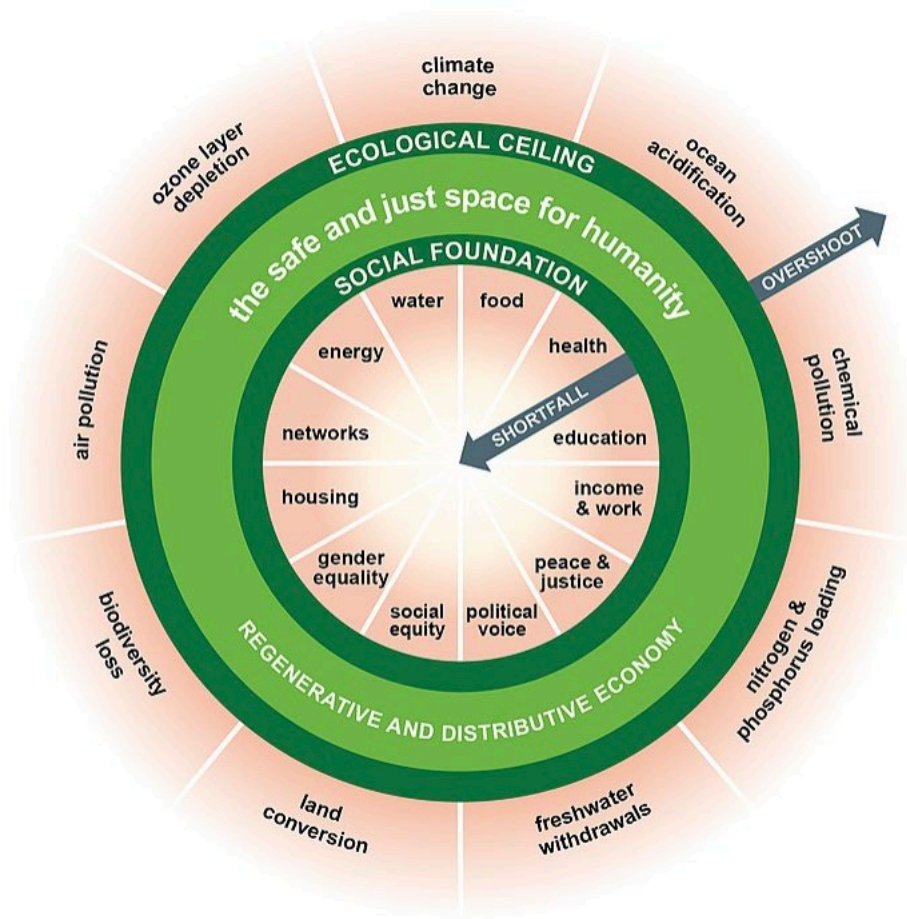 climate
change
ocean
acidification
chemical
pollution
nitrogen &
phosphorus loading
freshwater
withdrawals
land
conversion
biodiversity
loss
air pollution
ozone layer
depletion
ECOLOGICAL CEILING
OVERSHOOT
the safe and just space for humanity
SOCIAL FOUNDATION
water
food
health
SHORTFALL
education
income
& work
peace &
justice
political
voice
social
equity
gender
equality
housing
networks
energy
REGENERATIVE AND DISTRIBUTIVE ECONOMY